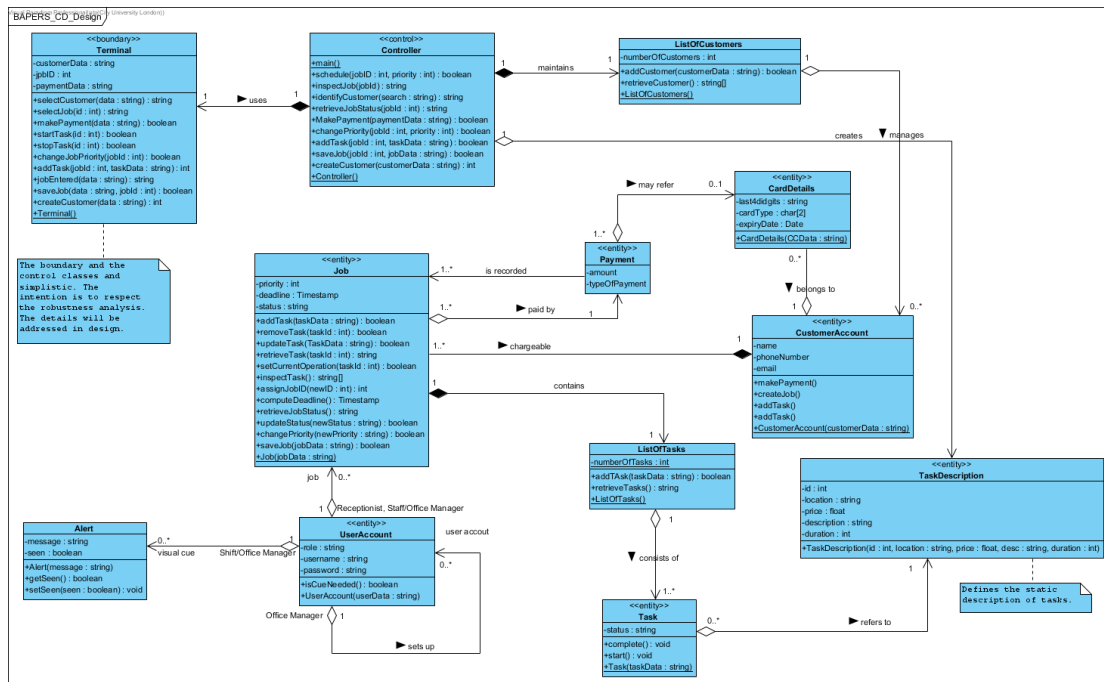 BAPERS_CD_Design
<<boundary>>
Terminal
-customerData : string
-jpbID : int
-paymentData : string
+selectCustomer(data : string) : string
+selectJob(id : int) : string
+makePayment(data : string) : boolean
+startTask(id : int) : boolean
+stopTask(id : int) : boolean
+changeJobPriority(jobId : int) : boolean
+addTask(jobId : int, taskData : string) : int
+jobEntered(data : string) : string
+saveJob(data : string, jobId : int) : boolean
+createCustomer(data : string) : int
+Terminal()
The boundary and the
control classes and
simplistic. The
intention is to respect
the robustness analysis.
The details will be
addressed in design.
1
uses
1
<<control>>
Controller
+main()
+schedule(jobID : int, priority : int) : boolean
+inspectJob(jobId : int)
+identifyCustomer(search : string) : string
+retrieveJobStatus(jobId : int) : string
+MakePayment(paymentData : string) : boolean
+changePriority(jobId : int, priority : int) : boolean
+addTask(jobId : int, taskData : string) : boolean
+saveJob(jobId : int, jobData : string) : boolean
+createCustomer(customerData : string) : int
+Controller()
1
maintains
1
ListOfCustomers
-numberOfCustomers : int
+addCustomer(customerData : string) : boolean
+retrieveCustomer() : string[]
+ListOfCustomers()
1
manages
0..*
1
creates
1
<<entity>>
CardDetails
-last4didgits : string
-cardType : char[2]
-expiryDate : Date
+CardDetails(CCData : string)
0..*
belongs to
1
may refer
0..1
1..*
<<entity>>
Payment
-amount
-typeOfPayment
is recorded
1..*
1..*
paid by
1
<<entity>>
Job
-priority : int
-deadline : Timestamp
-status : string
+addTask(taskData : string) : boolean
+removeTask(taskId : int) : boolean
+updateTask(TaskData : string) : boolean
+retrieveTask(taskId : int) : string
+setCurrentOperation(taskId : int) : boolean
+inspectTask() : string[]
+assignJobID(newID : int) : int
+computeDeadline() : Timestamp
+retrieveJobStatus() : string
+updateStatus(newStatus : string) : boolean
+changePriority(newPriority : string) : boolean
+saveJob(jobData : string) : boolean
+Job(jobData : string)
1..*
chargeable
1
<<entity>>
CustomerAccount
-name
-phoneNumber
-email
+makePayment()
+createJob()
+addTask()
+addTask()
+CustomerAccount(customerData : string)
1
contains
1
ListOfTasks
-numberOfTasks : int
+addTAsk(taskData : string) : boolean
+retrieveTasks() : string
+ListOfTasks()
1
consists of
1..*
<<entity>>
Task
-status : string
+complete() : void
+start() : void
+Task(taskData : string)
0..*
refers to
1
<<entity>>
TaskDescription
-id : int
-location : string
-price : float
-description : string
-duration : int
+TaskDescription(id : int, location : string, price : float, desc : string, duration : int)
Defines the static
description of tasks.
job
0..*
1
Receptionist, Staff/Office Manager
<<entity>>
UserAccount
-role : string
-username : string
-password : string
+isCueNeeded() : boolean
+UserAccount(userData : string)
user accout
0..*
Office Manager
1
sets up
1
Shift/Office Manager
0..*
visual cue
Alert
-message : string
-seen : boolean
+Alert(message : string)
+getSeen() : boolean
+setSeen(seen : boolean) : void